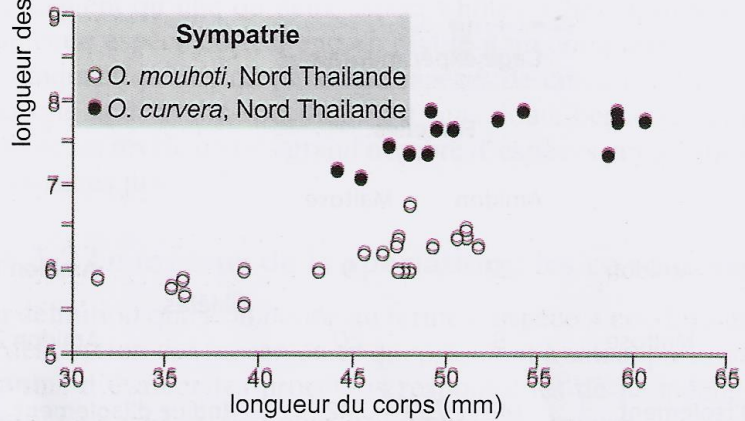 longueur des
9
Sympatrie
O. mouhoti, Nord Thailande
8
O. curvera, Nord Thailande
7
6
5
30 35 40 45 50 55 60 65
longueur du corps (mm)